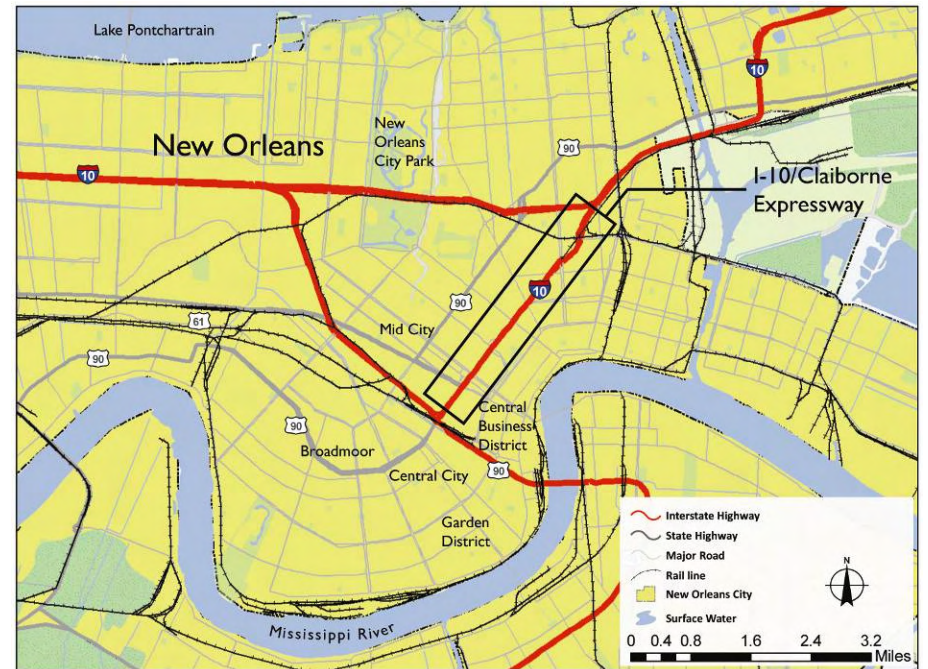 Lake Pontchartrain
10
New
Orleans
City Park
New Orleans
90
10
I-10/Claiborne
Expressway
10
90
61
Mid City
90
90
Central
Business
District
Broadmoor
Central City
90
Garden
District
Mississippi River
Interstate Highway
State Highway
Major Road
Rail line
New Orleans City
Surface Water
N
0 0.4 0.8 1.6 2.4 3.2
Miles